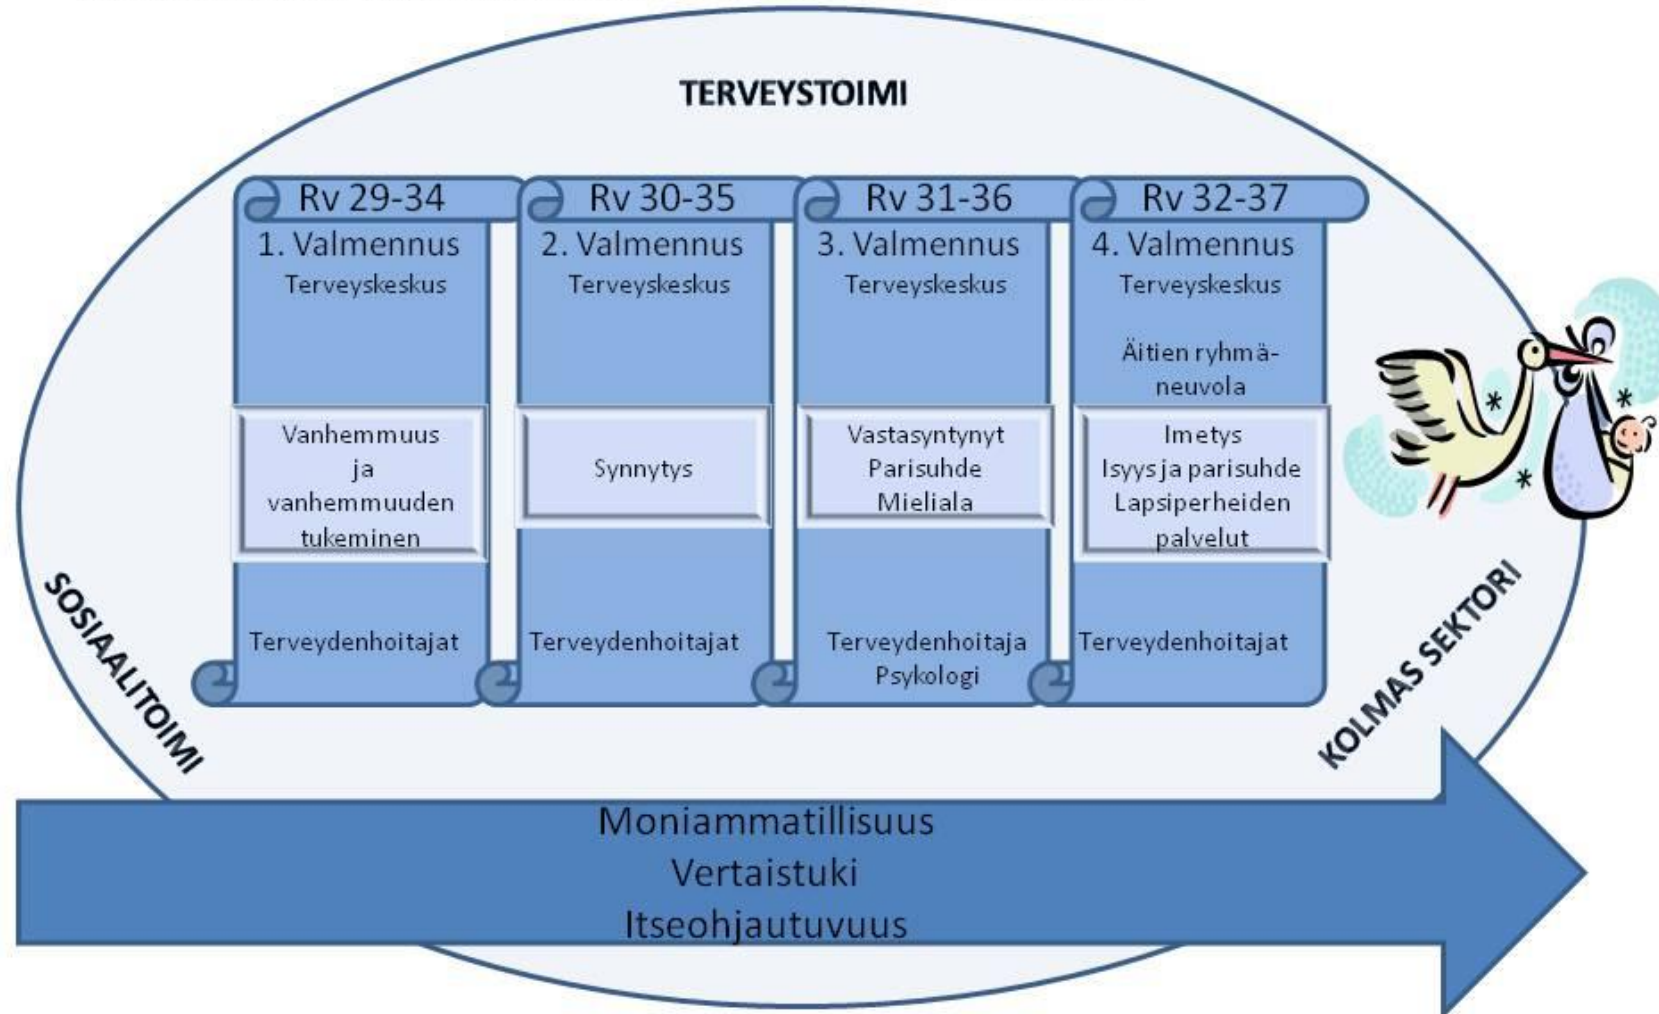 TERVEYSTOIMI
Rv 29-34
1. Valmennus
Terveyskeskus
Vanhemmuus
ja
vanhemmuuden
tukeminen
Terveydenhoitajat
Rv 30-35
2. Valmennus
Terveyskeskus
Synnytys
Terveydenhoitajat
Rv 31-36
3. Valmennus
Terveyskeskus
Vastasyntynyt
Parisuhde
Mieliala
Terveydenhoitaja
Psykologi
Rv 32-37
4. Valmennus
Terveyskeskus
Äitien ryhmä-
neuvola
Imetys
Isyys ja parisuhde
Lapsiperheiden
palvelut
Terveydenhoitajat
SOSIAALITOIMI
KOLMAS SEKTORI
Moniammatillisuus
Vertaistuki
Itseohjautuvuus